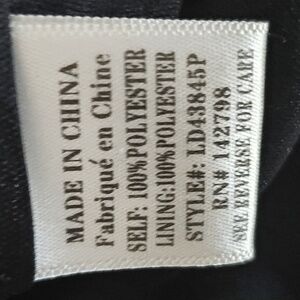 MADE IN CHINA
Fabriqué en Chine
SELF: 100%POLYESTER
LINING:100%POLYESTER
STYLE#: LD43845P
RN# 142798
SEE REVERSE FOR CARE